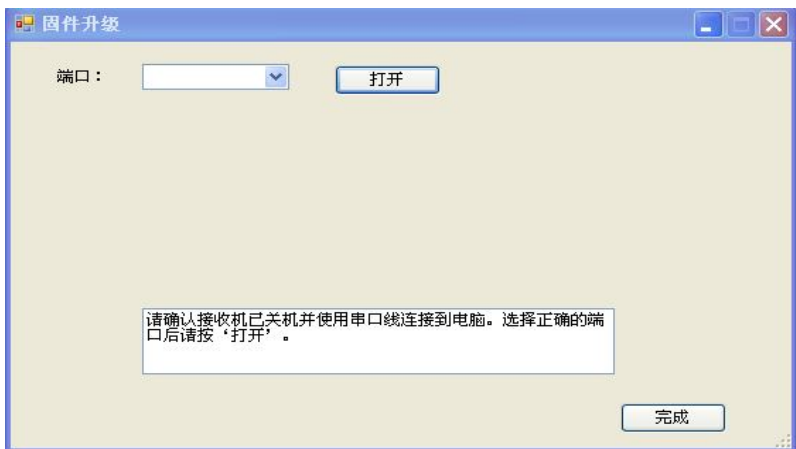 固件升级
端口： 打开
请确认接收机已关机并使用串口线连接到电脑。选择正确的端
口后请按‘打开’。
完成